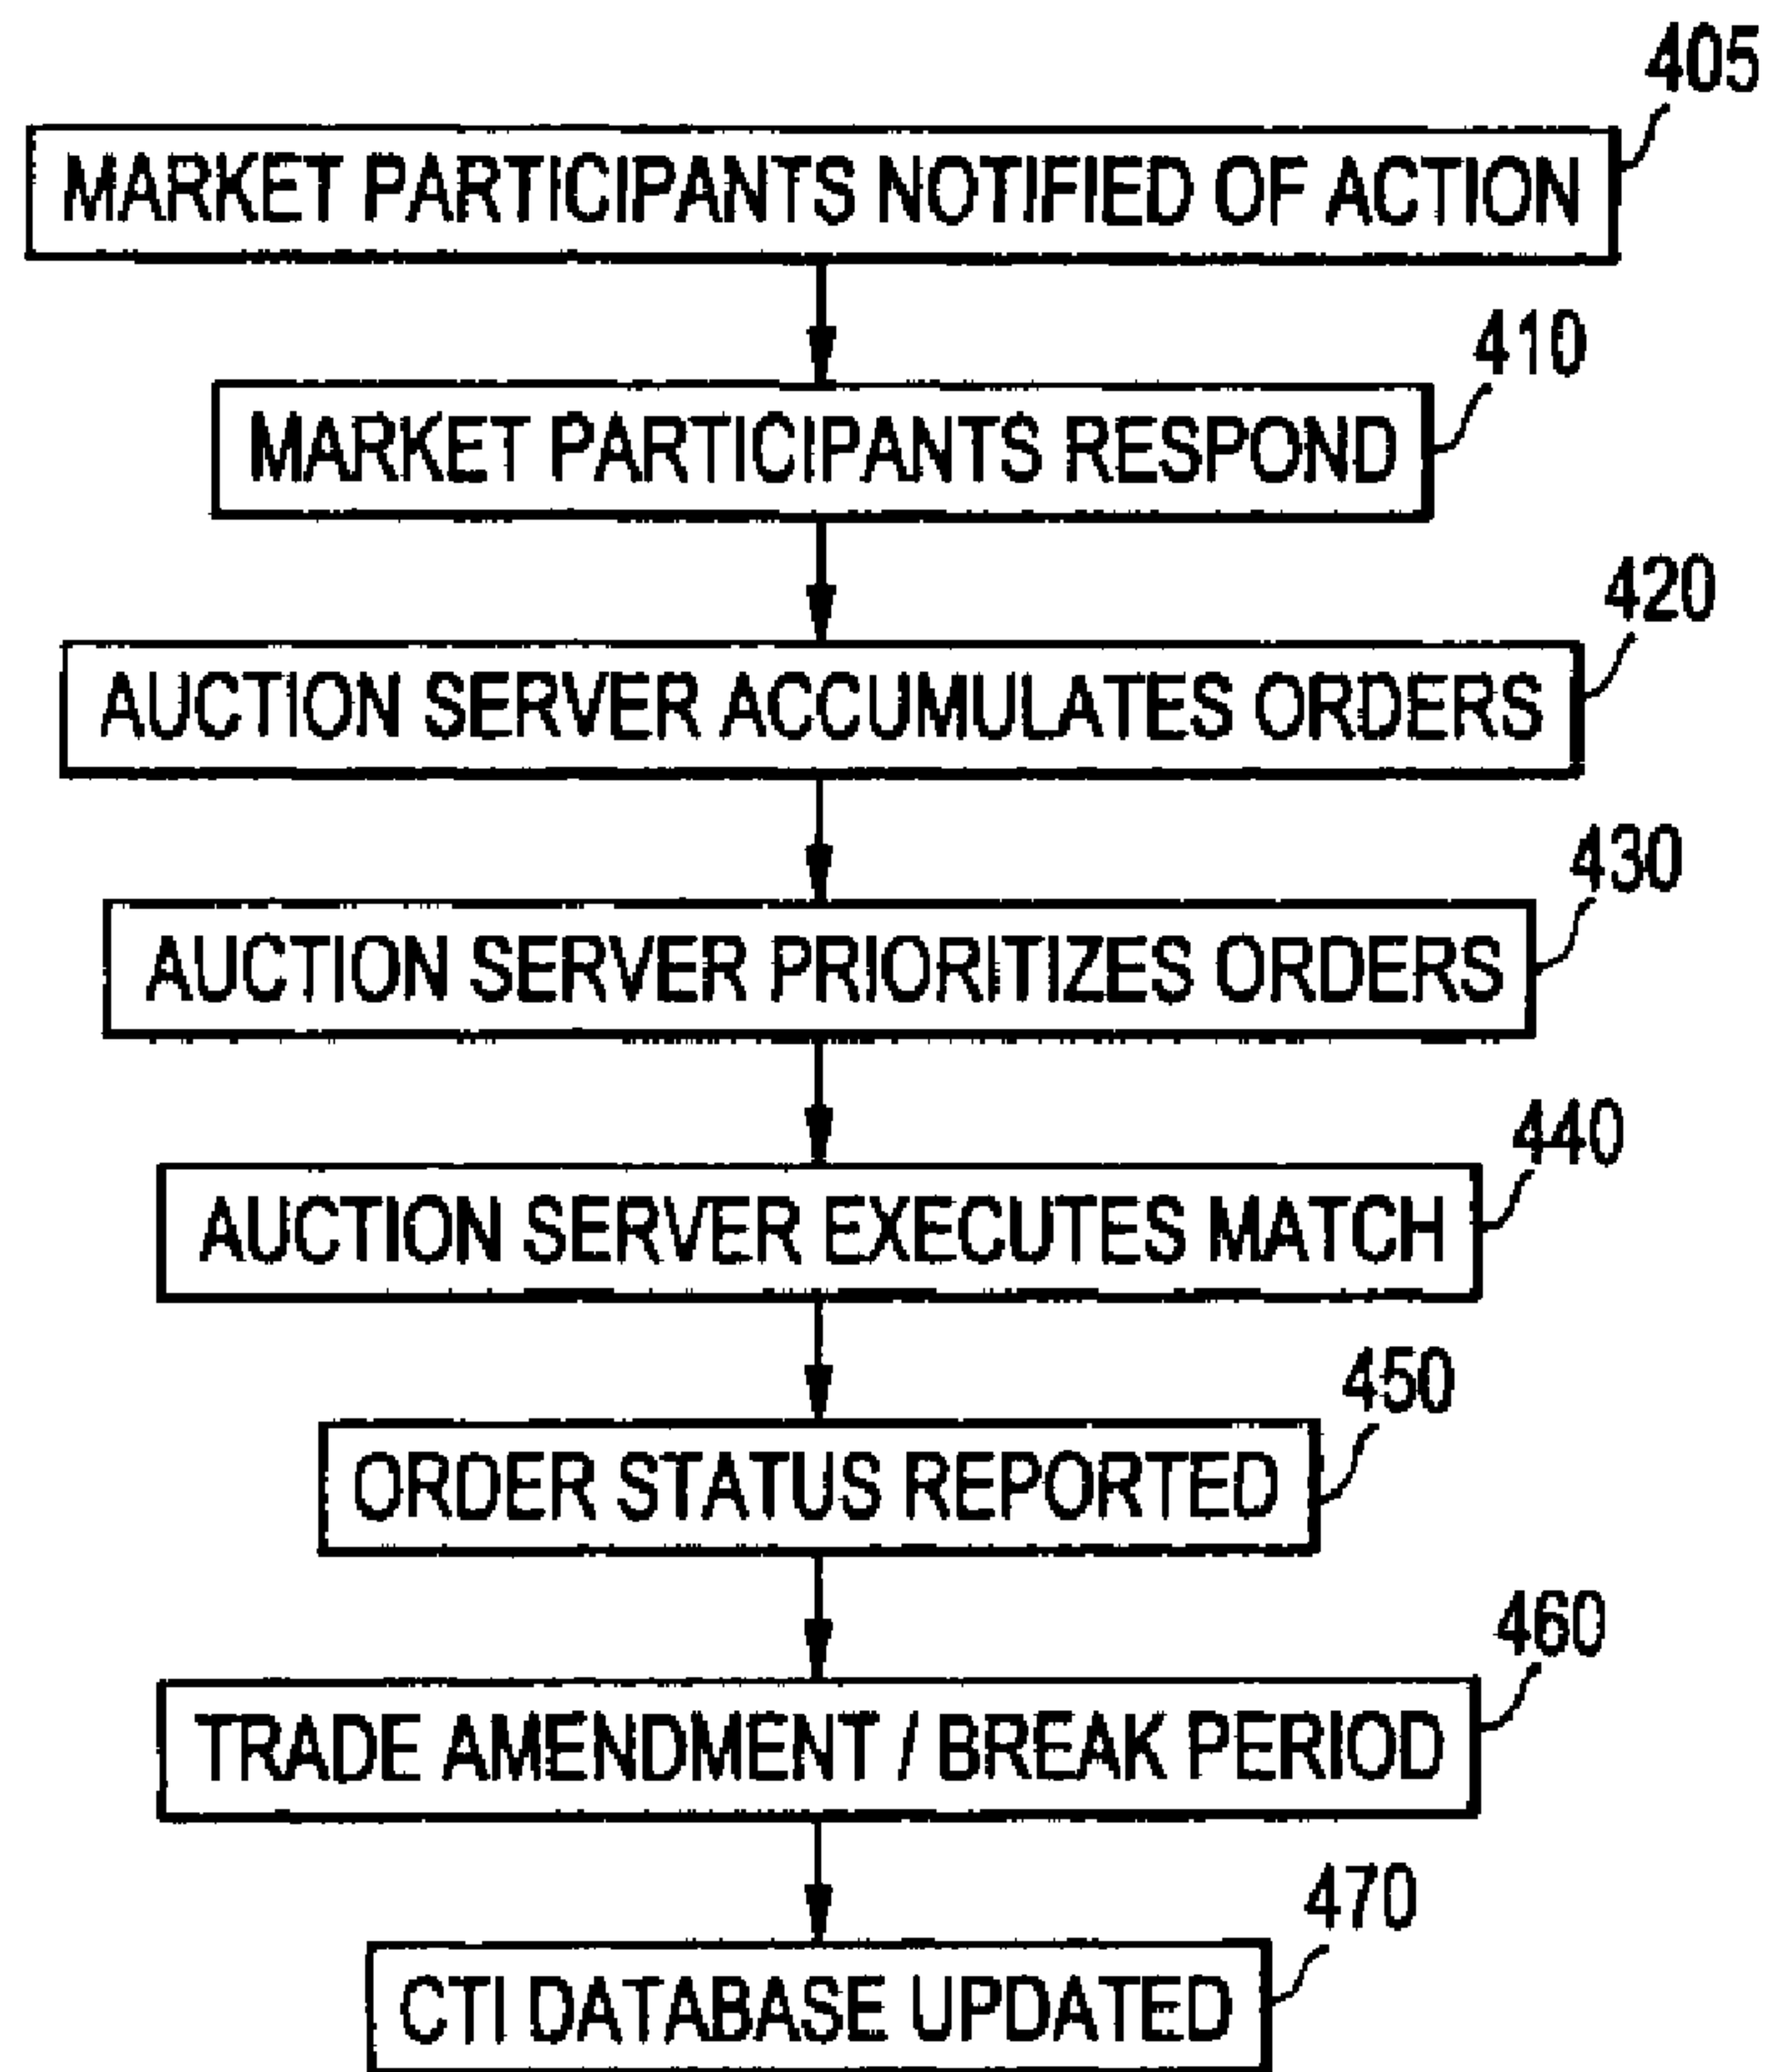 405
MARKET PARTICIPANTS NOTIFIED OF ACTION
410
MARKET PARTICIPANTS RESPOND
420
AUCTION SERVER ACCUMULATES ORDERS
430
AUCTION SERVER PRIORITIZES ORDERS
440
AUCTION SERVER EXECUTES MATCH
450
ORDER STATUS REPORTED
460
TRADE AMENDMENT / BREAK PERIOD
470
CTI DATABASE UPDATED